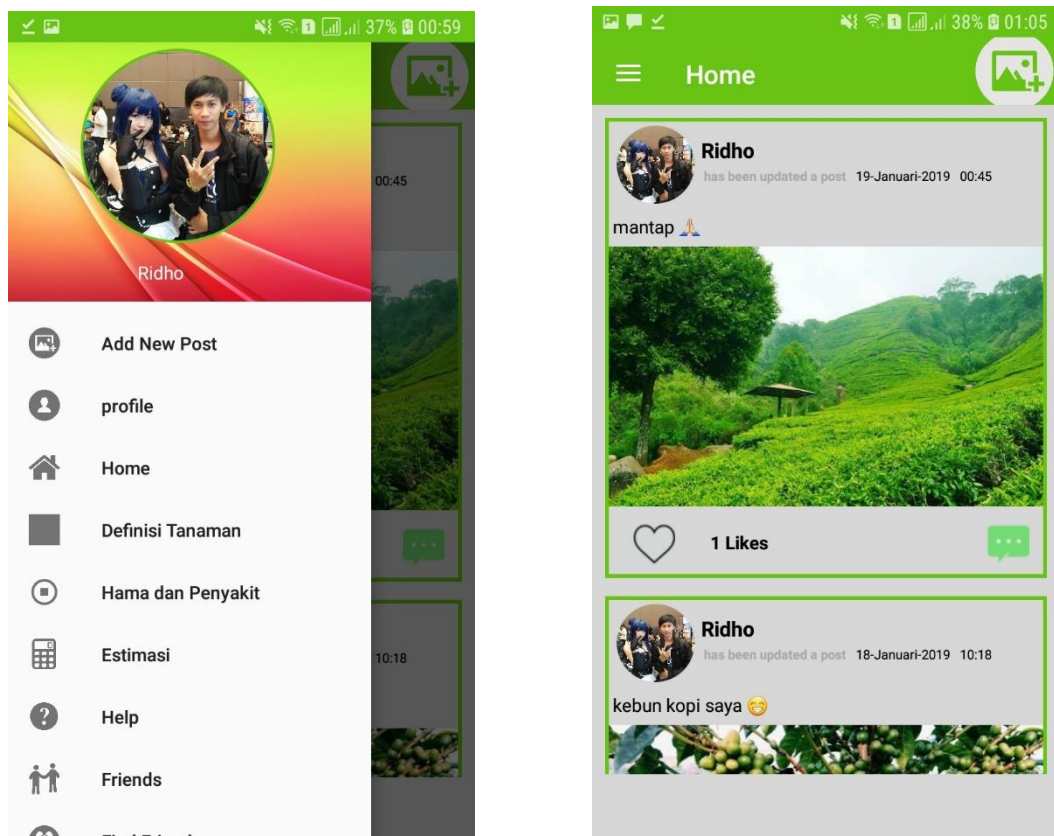 37% 00:59
Ridho
Add New Post
profile
Home
Definisi Tanaman
Hama dan Penyakit
Estimasi
Help
Friends
00:45
10:18
38% 01:05
Home
Ridho
has been updated a post 19-Januari-2019 00:45
mantap 🙏
1 Likes
Ridho
has been updated a post 18-Januari-2019 10:18
kebun kopi saya 😁